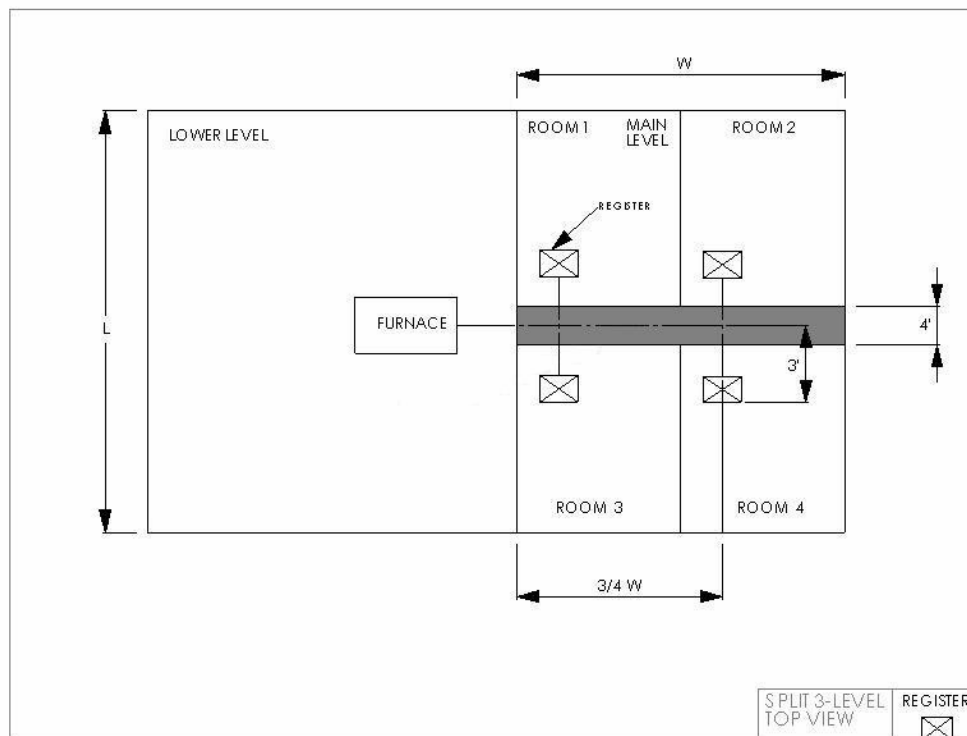 W
LOWER LEVEL
ROOM 1
MAIN
LEVEL
ROOM 2
REGISTER
L
FURNACE
4'
3'
ROOM 3
ROOM 4
3/4 W
SPLIT 3-LEVEL
TOP VIEW
REGISTER